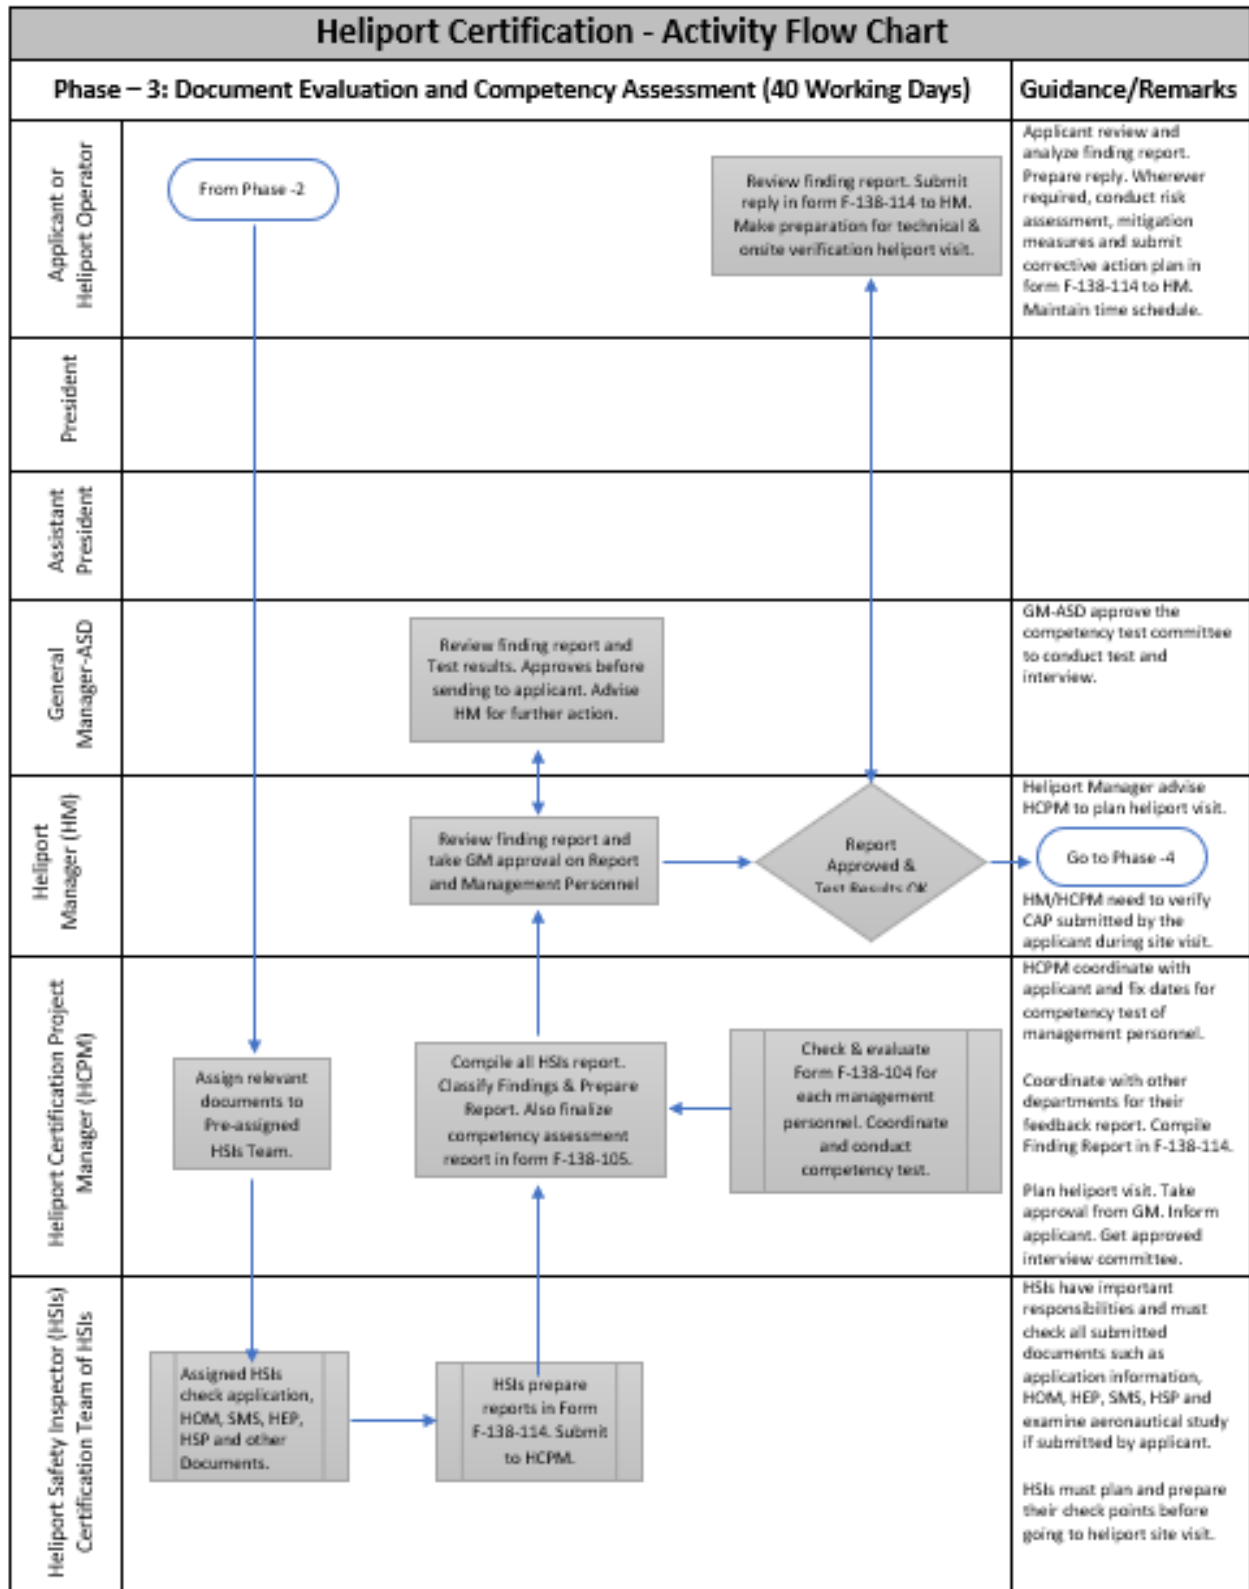 Heliport Certification - Activity Flow Chart
Phase – 3: Document Evaluation and Competency Assessment (40 Working Days)
Guidance/Remarks
Applicant or
Heliport Operator
From Phase -2
Review finding report. Submit
reply in form F-138-114 to HM.
Make preparation for technical &
onsite verification heliport visit.
Applicant review and
analyze finding report.
Prepare reply. Wherever
required, conduct risk
assessment, mitigation
measures and submit
corrective action plan in
form F-138-114 to HM.
Maintain time schedule.
President
Assistant
President
General
Manager-ASD
Review finding report and
Test results. Approves before
sending to applicant. Advise
HM for further action.
GM-ASD approve the
competency test committee
to conduct test and
interview.
Heliport
Manager (HM)
Review finding report and
take GM approval on Report
and Management Personnel
Report
Approved &
Test Results OK
Heliport Manager advise
HCPM to plan heliport visit.
Go to Phase -4
HM/HCPM need to verify
CAP submitted by the
applicant during site visit.
Heliport Certification Project
Manager (HCPM)
Assign relevant
documents to
Pre-assigned
HSIs Team.
Compile all HSIs report.
Classify Findings & Prepare
Report. Also finalize
competency assessment
report in form F-138-105.
Check & evaluate
Form F-138-104 for
each management
personnel. Coordinate
and conduct
competency test.
HCPM coordinate with
applicant and fix dates for
competency test of
management personnel.
Coordinate with other
departments for their
feedback report. Compile
Finding Report in F-138-114.
Plan heliport visit. Take
approval from GM. Inform
applicant. Get approved
interview committee.
Heliport Safety Inspector (HSIs)
Certification Team of HSIs
Assigned HSIs
check application,
HOM, SMS, HEP,
HSP and other
Documents.
HSIs prepare
reports in Form
F-138-114. Submit
to HCPM.
HSIs have important
responsibilities and must
check all submitted
documents such as
application information,
HOM, HEP, SMS, HSP and
examine aeronautical study
if submitted by applicant.
HSIs must plan and prepare
their check points before
going to heliport site visit.